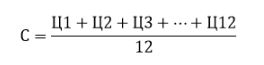 С = (Ц1 + Ц2 + Ц3 + ⋯ + Ц12) / 12